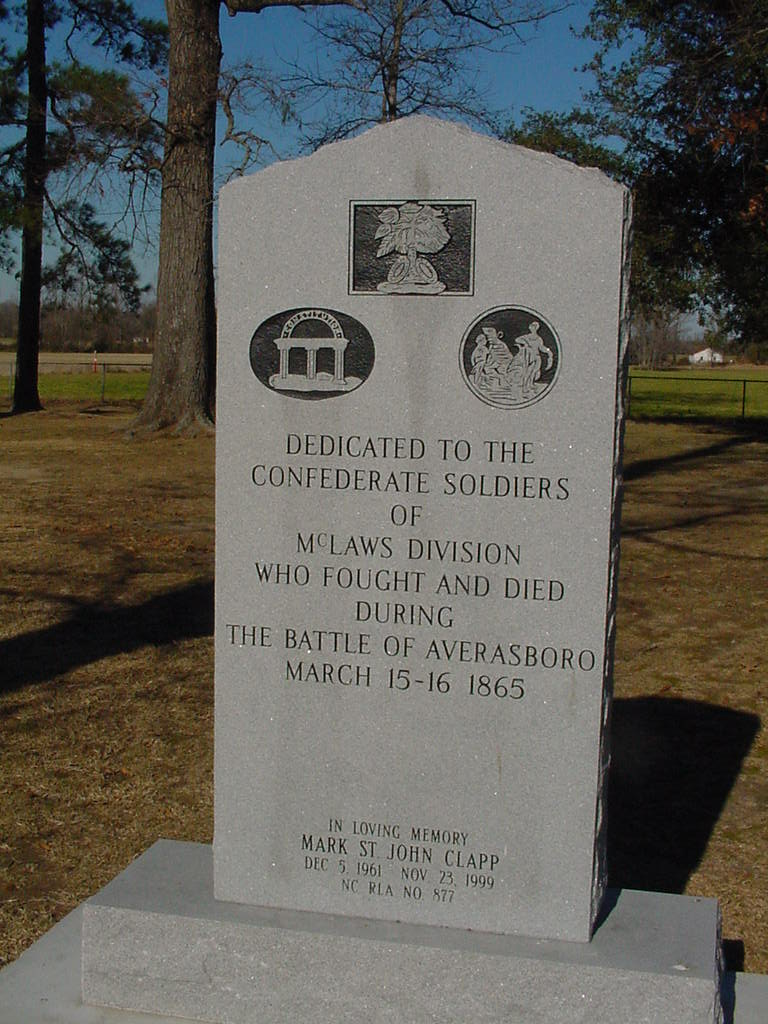 CONSTITUTION
DEDICATED TO THE
CONFEDERATE SOLDIERS
OF
McLAWS DIVISION
WHO FOUGHT AND DIED
DURING
THE BATTLE OF AVERASBORO
MARCH 15-16 1865
IN LOVING MEMORY
MARK ST. JOHN CLAPP
DEC 5, 1961 NOV 23, 1999
NC RLA NO. 877